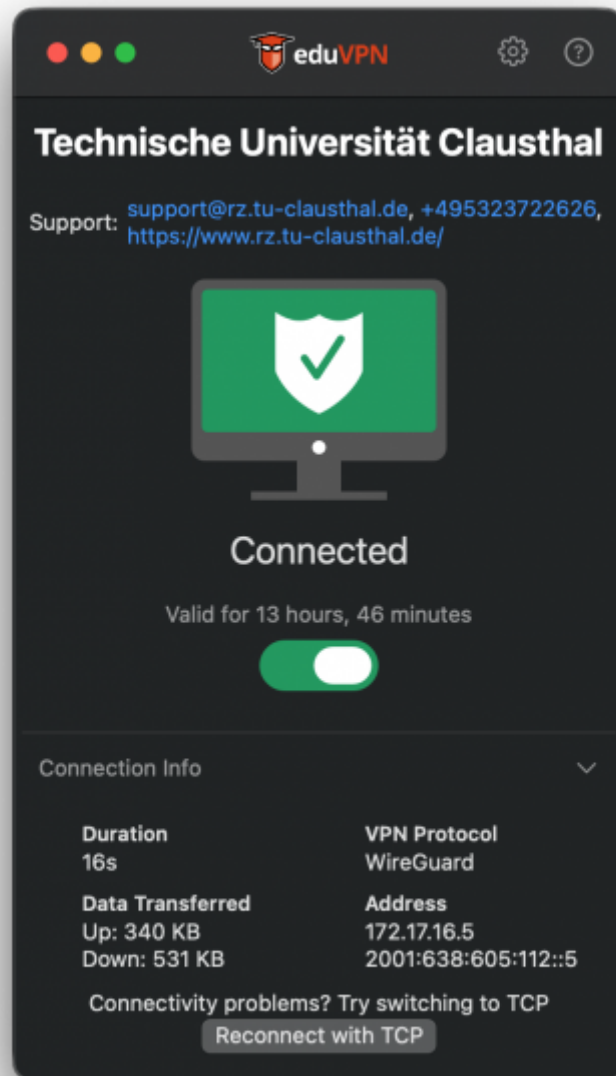 eduVPN
Technische Universität Clausthal
Support: support@rz.tu-clausthal.de, +495323722626,
https://www.rz.tu-clausthal.de/
Connected
Valid for 13 hours, 46 minutes
Connection Info
Duration
16s
VPN Protocol
WireGuard
Data Transferred
Up: 340 KB
Down: 531 KB
Address
172.17.16.5
2001:638:605:112::5
Connectivity problems? Try switching to TCP
Reconnect with TCP